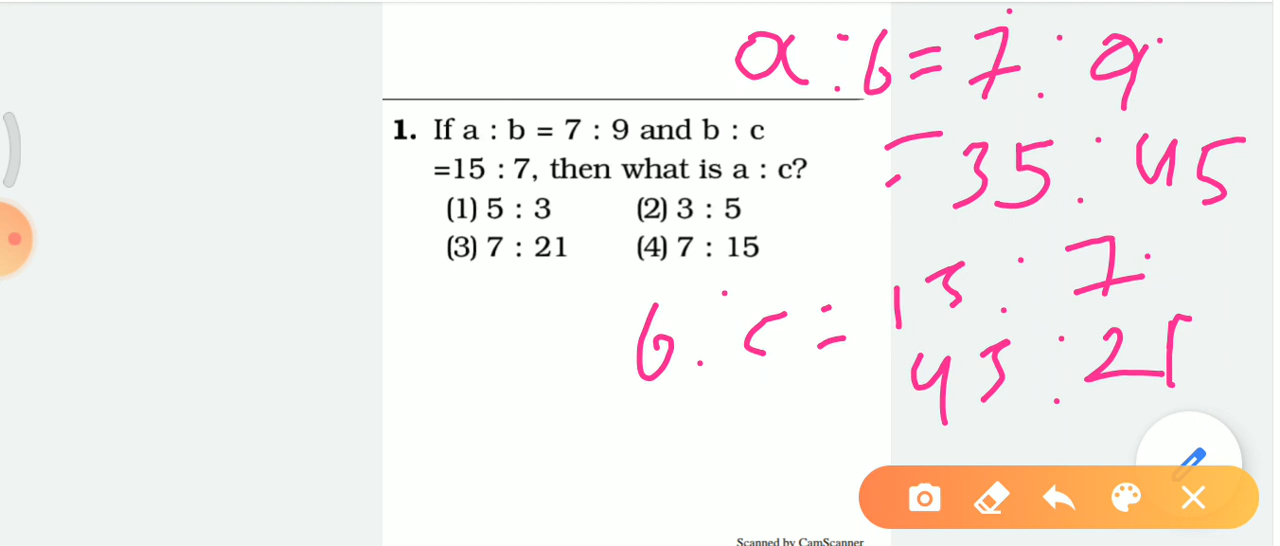 a : b = 7 : 9
1. If a : b = 7 : 9 and b : c
=15 : 7, then what is a : c?
= 35 : 45
(1) 5 : 3 (2) 3 : 5
(3) 7 : 21 (4) 7 : 15
b : c = 15 : 7
45 : 21
Scanned by CamScanner